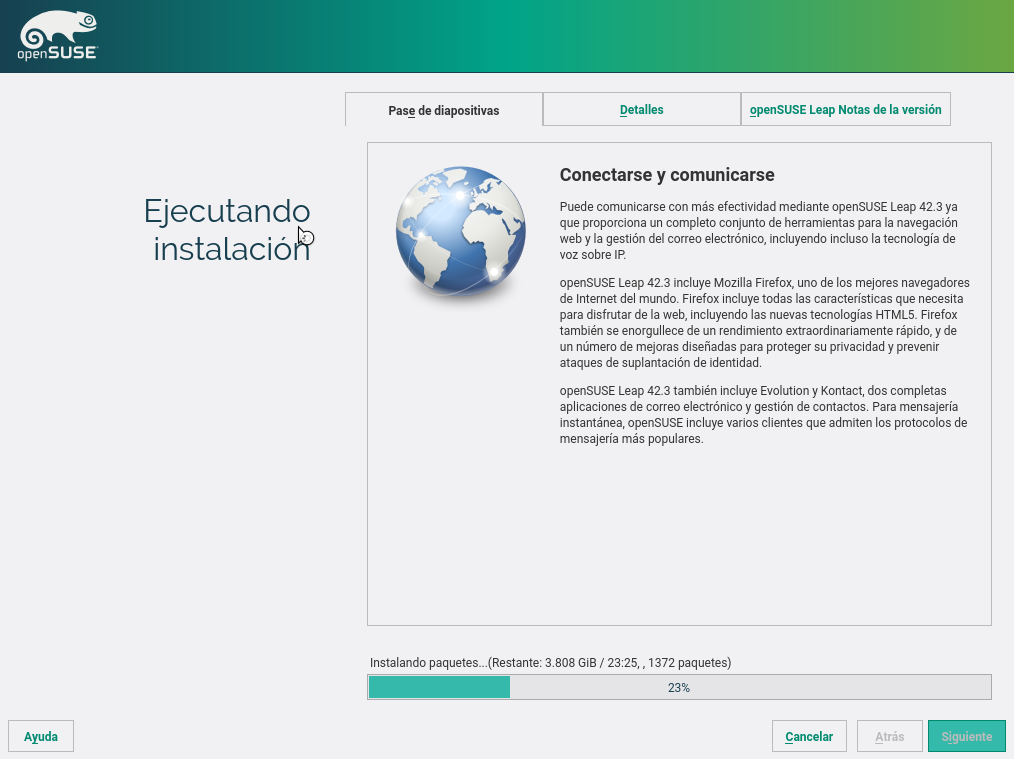 openSUSE
Pase de diapositivas
Detalles
openSUSE Leap Notas de la versión
Ejecutando
instalación
Conectarse y comunicarse
Puede comunicarse con más efectividad mediante openSUSE Leap 42.3 ya
que proporciona un completo conjunto de herramientas para la navegación
web y la gestión del correo electrónico, incluyendo incluso la tecnología de
voz sobre IP.
openSUSE Leap 42.3 incluye Mozilla Firefox, uno de los mejores navegadores
de Internet del mundo. Firefox incluye todas las características que necesita
para disfrutar de la web, incluyendo las nuevas tecnologías HTML5. Firefox
también se enorgullece de un rendimiento extraordinariamente rápido, y de
un número de mejoras diseñadas para proteger su privacidad y prevenir
ataques de suplantación de identidad.
openSUSE Leap 42.3 también incluye Evolution y Kontact, dos completas
aplicaciones de correo electrónico y gestión de contactos. Para mensajería
instantánea, openSUSE incluye varios clientes que admiten los protocolos de
mensajería más populares.
Instalando paquetes...(Restante: 3.808 GiB / 23:25, , 1372 paquetes)
23%
Ayuda
Cancelar
Atrás
Siguiente